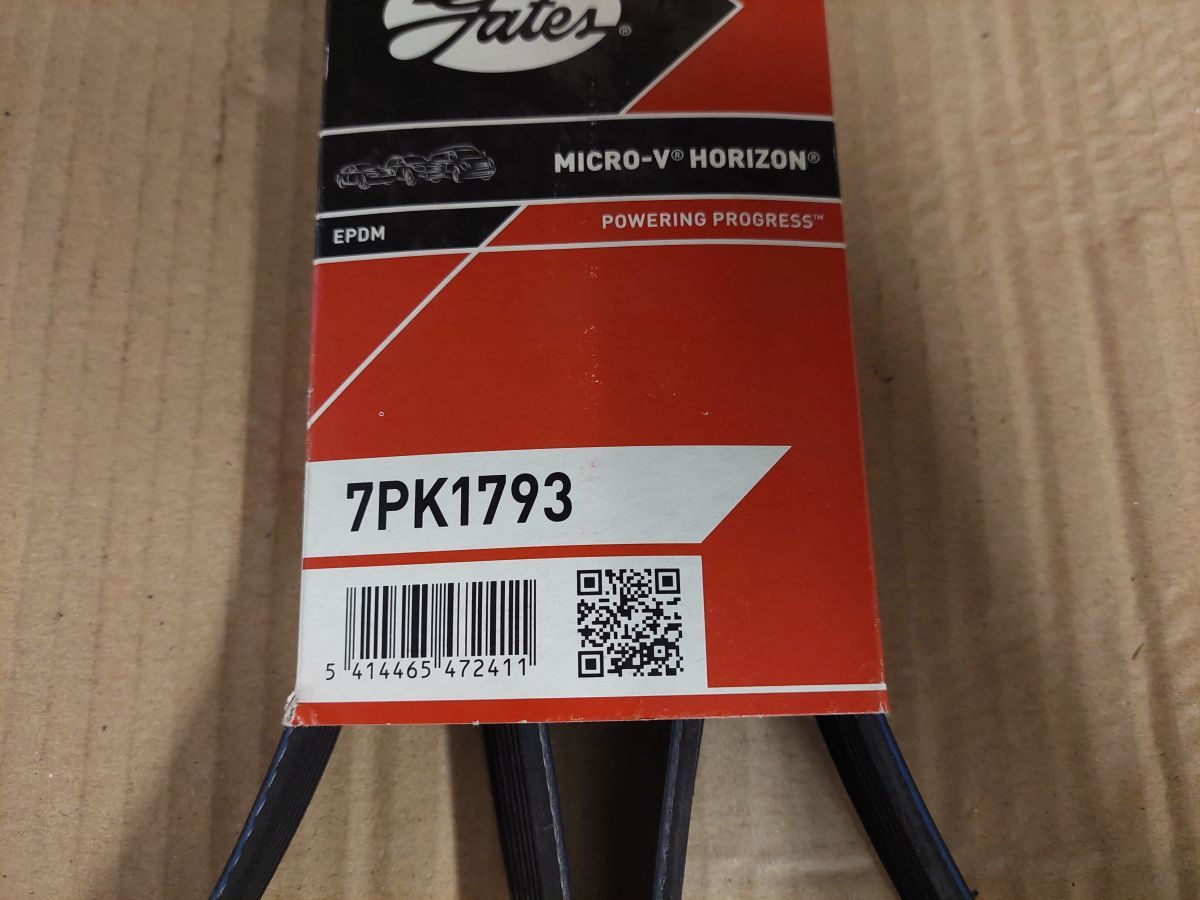 Gates®
MICRO-V® HORIZON®
EPDM
POWERING PROGRESS™
7PK1793
5 414465 472411